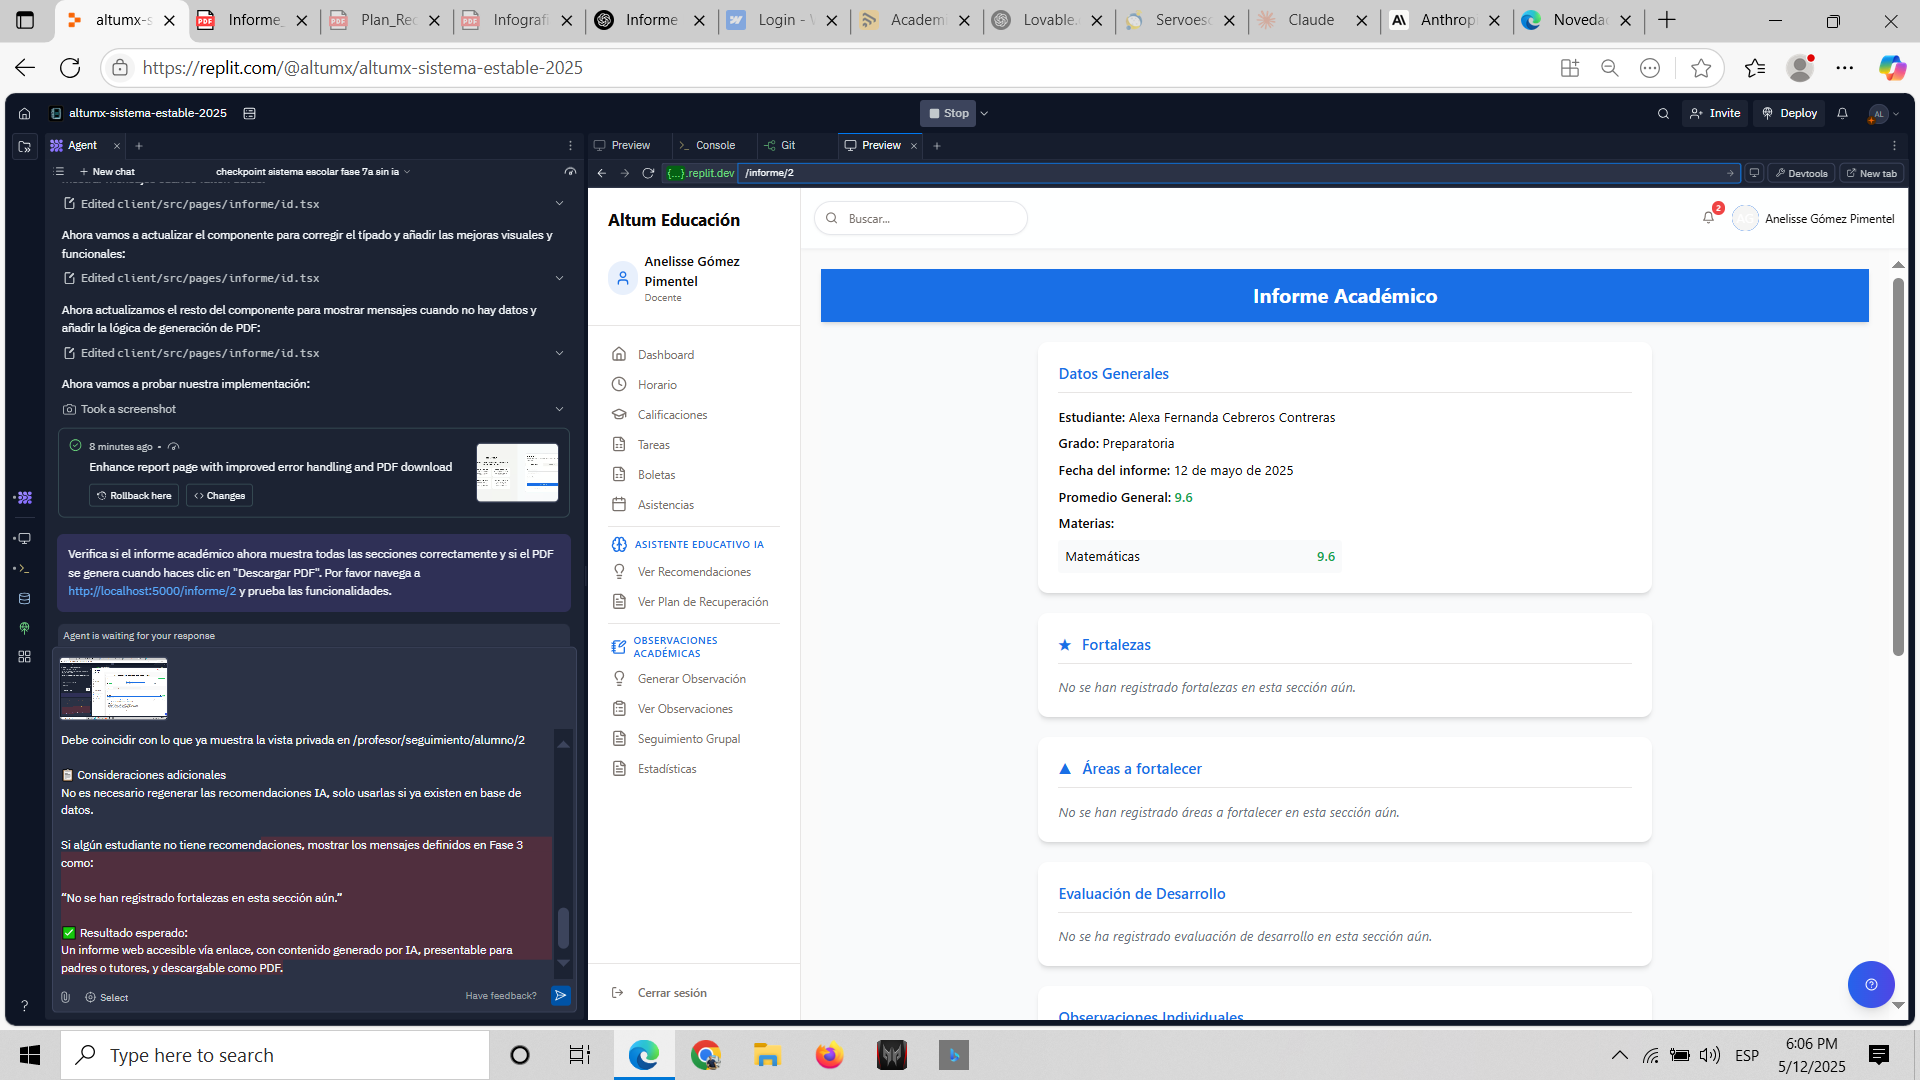 altumx-s
Informe_
Plan_Rec
Infografi
Informe
Login - W
Academ
Lovable.
Servoes
Claude
Anthrop
Noveda
https://replit.com/@altumx/altumx-sistema-estable-2025
altumx-sistema-estable-2025
Stop
Invite
Deploy
AL
Agent
Preview
Console
Git
Preview
New chat
checkpoint sistema escolar fase 7a sin ia
{...}.replit.dev
/informe/2
Devtools
New tab
Edited client/src/pages/informe/id.tsx
Ahora vamos a actualizar el componente para corregir el típado y añadir las mejoras visuales y
funcionales:
Edited client/src/pages/informe/id.tsx
Ahora actualizamos el resto del componente para mostrar mensajes cuando no hay datos y
añadir la lógica de generación de PDF:
Edited client/src/pages/informe/id.tsx
Ahora vamos a probar nuestra implementación:
Took a screenshot
8 minutes ago •
Enhance report page with improved error handling and PDF download
Rollback here
Changes
Verifica si el informe académico ahora muestra todas las secciones correctamente y si el PDF
se genera cuando haces clic en "Descargar PDF". Por favor navega a
http://localhost:5000/informe/2 y prueba las funcionalidades.
Agent is waiting for your response
Debe coincidir con lo que ya muestra la vista privada en /profesor/seguimiento/alumno/2
📋 Consideraciones adicionales
No es necesario regenerar las recomendaciones IA, solo usarlas si ya existen en base de
datos.
Si algún estudiante no tiene recomendaciones, mostrar los mensajes definidos en Fase 3
como:
“No se han registrado fortalezas en esta sección aún.”
✅ Resultado esperado:
Un informe web accesible vía enlace, con contenido generado por IA, presentable para
padres o tutores, y descargable como PDF.
Select
Have feedback?
Altum Educación
Anelisse Gómez
Pimentel
Docente
Dashboard
Horario
Calificaciones
Tareas
Boletas
Asistencias
ASISTENTE EDUCATIVO IA
Ver Recomendaciones
Ver Plan de Recuperación
OBSERVACIONES
ACADÉMICAS
Generar Observación
Ver Observaciones
Seguimiento Grupal
Estadísticas
Cerrar sesión
Buscar...
2
AG
Anelisse Gómez Pimentel
Informe Académico
Datos Generales
Estudiante: Alexa Fernanda Cebreros Contreras
Grado: Preparatoria
Fecha del informe: 12 de mayo de 2025
Promedio General: 9.6
Materias:
Matemáticas 9.6
★ Fortalezas
No se han registrado fortalezas en esta sección aún.
▲ Áreas a fortalecer
No se han registrado áreas a fortalecer en esta sección aún.
Evaluación de Desarrollo
No se ha registrado evaluación de desarrollo en esta sección aún.
Observaciones Individuales
Type here to search
ESP
6:06 PM
5/12/2025